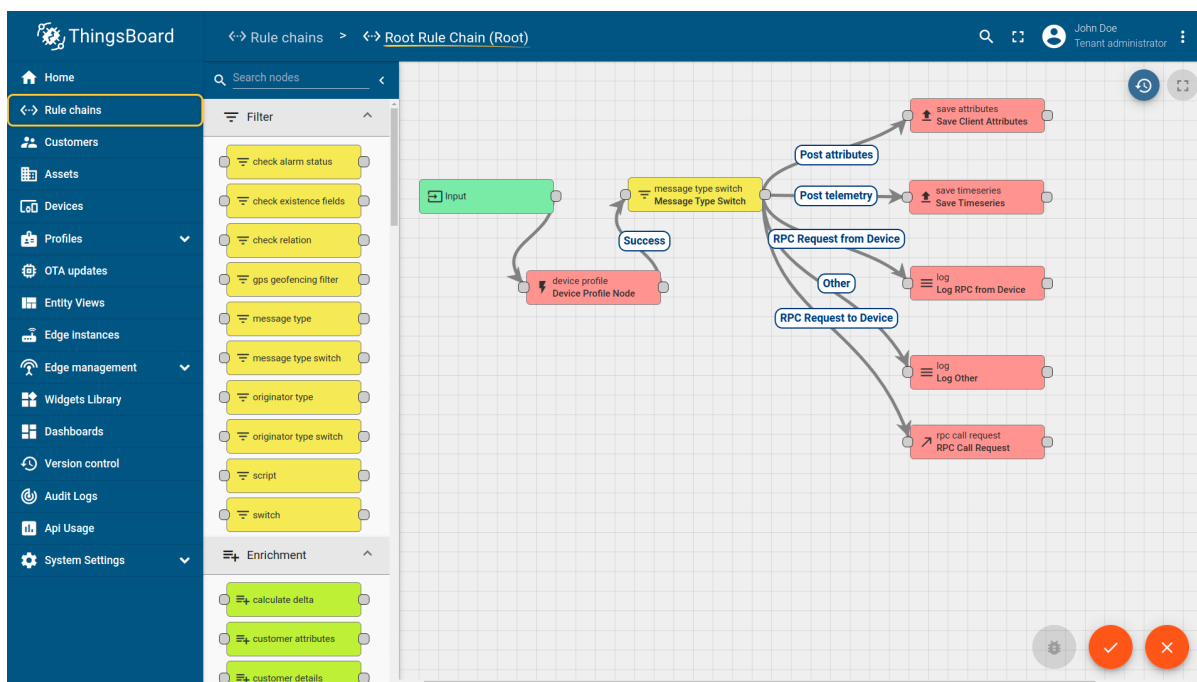 ThingsBoard
Rule chains > Root Rule Chain (Root)
John Doe
Tenant administrator
Home
Rule chains
Customers
Assets
Devices
Profiles
OTA updates
Entity Views
Edge instances
Edge management
Widgets Library
Dashboards
Version control
Audit Logs
Api Usage
System Settings
Search nodes
Filter
check alarm status
check existence fields
check relation
gps geofencing filter
message type
message type switch
originator type
originator type switch
script
switch
Enrichment
calculate delta
customer attributes
customer details
Input
device profile
Device Profile Node
Success
message type switch
Message Type Switch
Post attributes
Post telemetry
RPC Request from Device
Other
RPC Request to Device
save attributes
Save Client Attributes
save timeseries
Save Timeseries
log
Log RPC from Device
log
Log Other
rpc call request
RPC Call Request